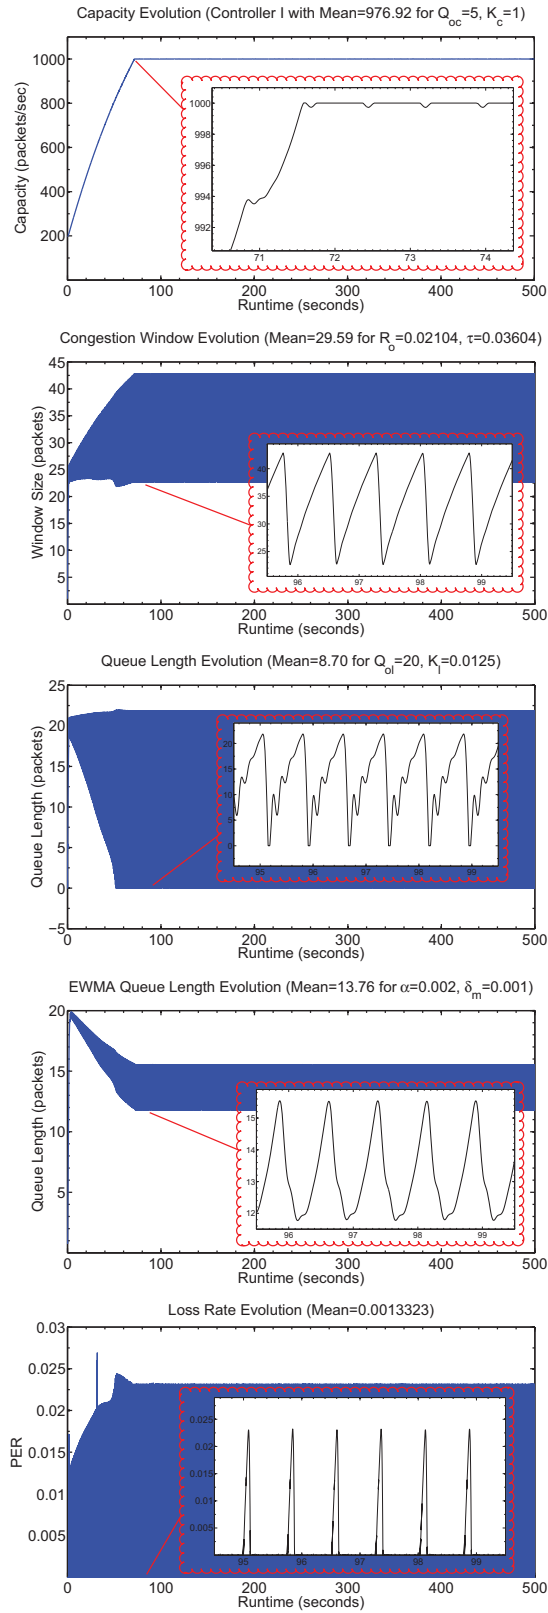 Capacity Evolution (Controller I with Mean=976.92 for Qoc=5, Kc=1)
Capacity (packets/sec)
1000
800
600
400
200
1000
998
996
994
992
71 72 73 74
0 100 200 300 400 500
Runtime (seconds)
Congestion Window Evolution (Mean=29.59 for Ro=0.02104, τ=0.03604)
Window Size (packets)
45
40
35
30
25
20
15
10
5
40
35
30
25
96 97 98 99
0 100 200 300 400 500
Runtime (seconds)
Queue Length Evolution (Mean=8.70 for Qol=20, Kl=0.0125)
Queue Length (packets)
25
20
15
10
5
0
−5
20
15
10
5
0
95 96 97 98 99
0 100 200 300 400 500
Runtime (seconds)
EWMA Queue Length Evolution (Mean=13.76 for α=0.002, δm=0.001)
Queue Length (packets)
20
15
10
5
15
14
13
12
96 97 98 99
0 100 200 300 400 500
Runtime (seconds)
Loss Rate Evolution (Mean=0.0013323)
PER
0.03
0.025
0.02
0.015
0.01
0.005
0.025
0.02
0.015
0.01
0.005
95 96 97 98 99
0 100 200 300 400 500
Runtime (seconds)